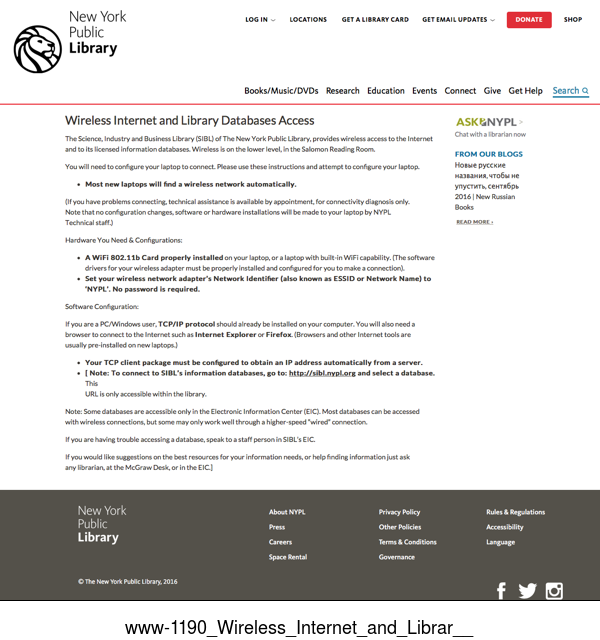 New York
Public
Library
LOG IN
LOCATIONS
GET A LIBRARY CARD
GET EMAIL UPDATES
DONATE
SHOP
Books/Music/DVDs Research Education Events Connect Give Get Help Search
Wireless Internet and Library Databases Access
The Science, Industry and Business Library (SIBL) of The New York Public Library, provides wireless access to the Internet
and to its licensed information databases. Wireless is on the lower level, in the Salomon Reading Room.
You will need to configure your laptop to connect. Please use these instructions and attempt to configure your laptop.
• Most new laptops will find a wireless network automatically.
(If you have problems connecting, technical assistance is available by appointment, for connectivity diagnosis only.
Note that no configuration changes, software or hardware installations will be made to your laptop by NYPL
Technical staff.)
Hardware You Need & Configurations:
• A WiFi 802.11b Card properly installed on your laptop, or a laptop with built-in WiFi capability. (The software
drivers for your wireless adapter must be properly installed and configured for you to make a connection).
• Set your wireless network adapter's Network Identifier (also known as ESSID or Network Name) to
'NYPL'. No password is required.
Software Configuration:
If you are a PC/Windows user, TCP/IP protocol should already be installed on your computer. You will also need a
browser to connect to the Internet such as Internet Explorer or Firefox. (Browsers and other Internet tools are
usually pre-installed on new laptops.)
• Your TCP client package must be configured to obtain an IP address automatically from a server.
• [ Note: To connect to SIBL's information databases, go to: http://sibl.nypl.org and select a database.
This
URL is only accessible within the library.
Note: Some databases are accessible only in the Electronic Information Center (EIC). Most databases can be accessed
with wireless connections, but some may only work well through a higher-speed "wired" connection.
If you are having trouble accessing a database, speak to a staff person in SIBL's EIC.
If you would like suggestions on the best resources for your information needs, or help finding information just ask
any librarian, at the McGraw Desk, or in the EIC.]
ASK NYPL >
Chat with a librarian now
FROM OUR BLOGS
Новые русские
названия, чтобы не
упустить, сентябрь
2016 | New Russian
Books
READ MORE ›
New York
Public
Library
About NYPL
Press
Careers
Space Rental
Privacy Policy
Other Policies
Terms & Conditions
Governance
Rules & Regulations
Accessibility
Language
© The New York Public Library, 2016
www-1190_Wireless_Internet_and_Librar__